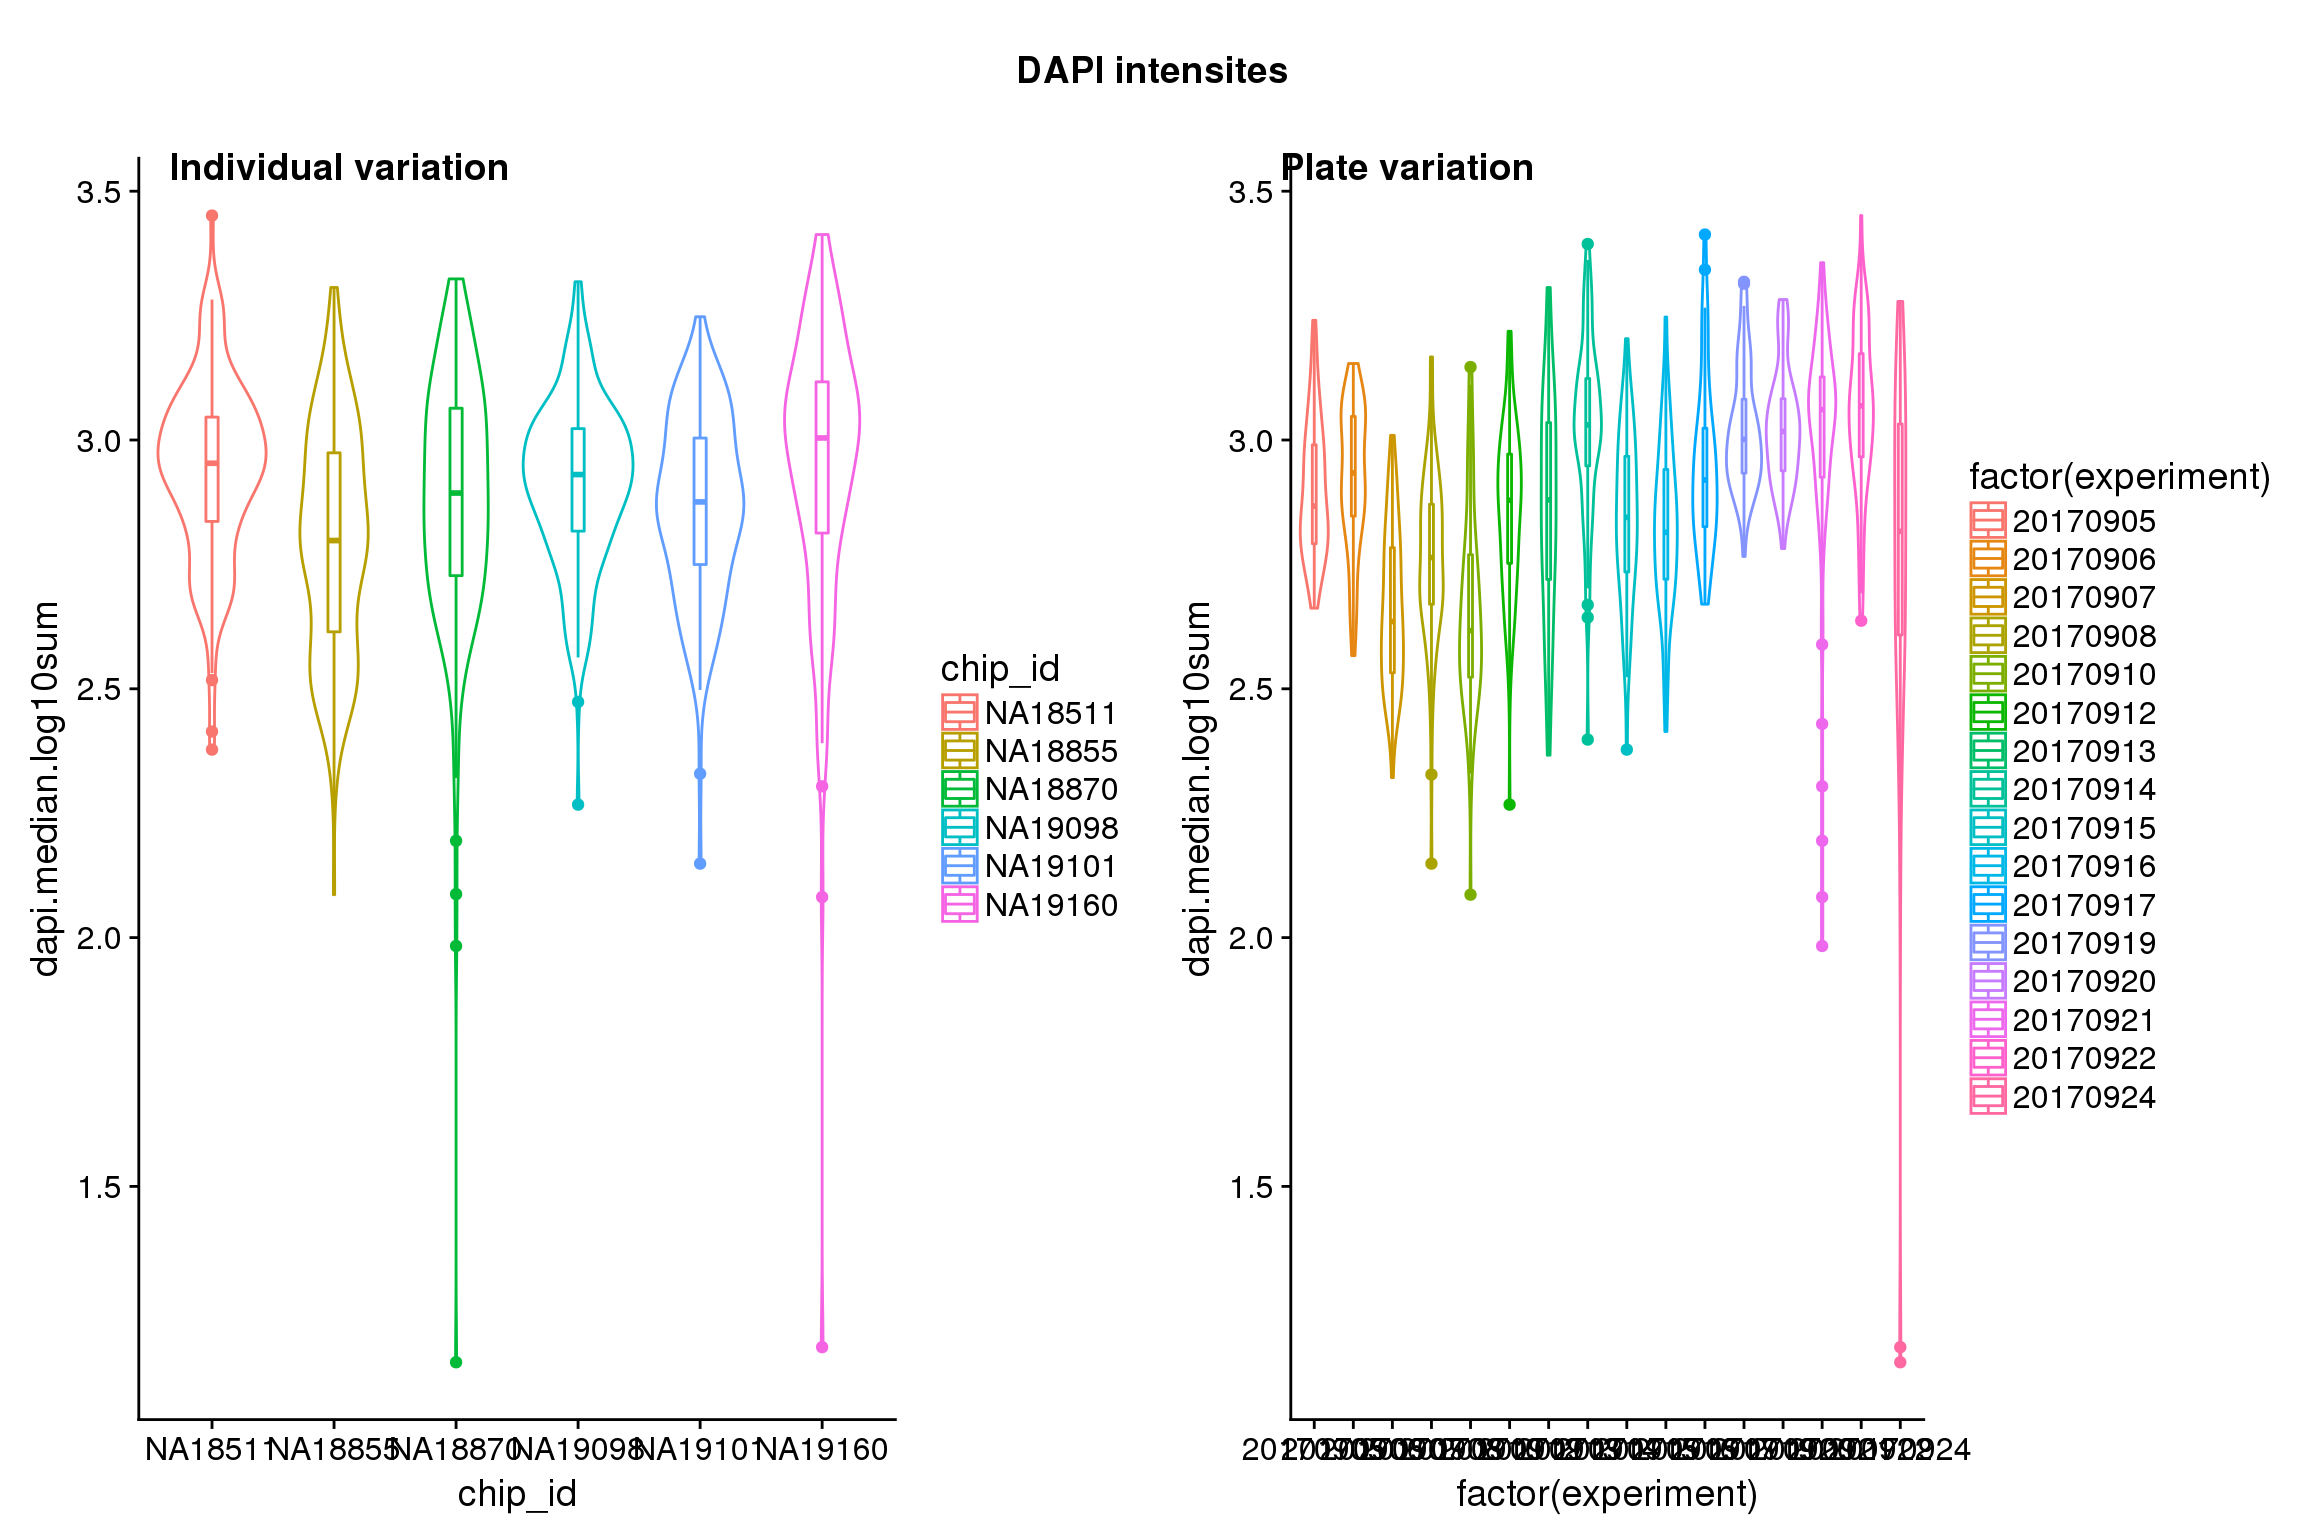 DAPI intensites
Individual variation
3.5
3.0
2.5
2.0
1.5
dapi.median.log10sum
NA18511
NA18855
NA18870
NA19098
NA19101
NA19160
chip_id
chip_id
NA18511
NA18855
NA18870
NA19098
NA19101
NA19160
Plate variation
3.5
3.0
2.5
2.0
1.5
dapi.median.log10sum
factor(experiment)
factor(experiment)
20170905
20170906
20170907
20170908
20170910
20170912
20170913
20170914
20170915
20170916
20170917
20170919
20170920
20170921
20170922
20170924